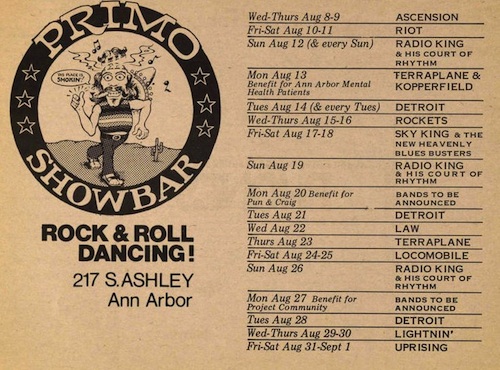 PRIMO
SHOWBAR
THIS PLACE IS
SMOKIN'!
ROCK & ROLL
DANCING!
217 S.ASHLEY
Ann Arbor
Wed-Thurs Aug 8-9 ASCENSION
Fri-Sat Aug 10-11 RIOT
Sun Aug 12 (& every Sun) RADIO KING
& HIS COURT OF
RHYTHM
Mon Aug 13 TERRAPLANE &
Benefit for Ann Arbor Mental KOPPERFIELD
Health Patients
Tues Aug 14 (& every Tues) DETROIT
Wed-Thurs Aug 15-16 ROCKETS
Fri-Sat Aug 17-18 SKY KING & THE
NEW HEAVENLY
BLUES BUSTERS
Sun Aug 19 RADIO KING
& HIS COURT OF
RHYTHM
Mon Aug 20 Benefit for BANDS TO BE
Pun & Craig ANNOUNCED
Tues Aug 21 DETROIT
Wed Aug 22 LAW
Thurs Aug 23 TERRAPLANE
Fri-Sat Aug 24-25 LOCOMOBILE
Sun Aug 26 RADIO KING
& HIS COURT OF
RHYTHM
Mon Aug 27 Benefit for BANDS TO BE
Project Community ANNOUNCED
Tues Aug 28 DETROIT
Wed-Thurs Aug 29-30 LIGHTNIN'
Fri-Sat Aug 31-Sept 1 UPRISING